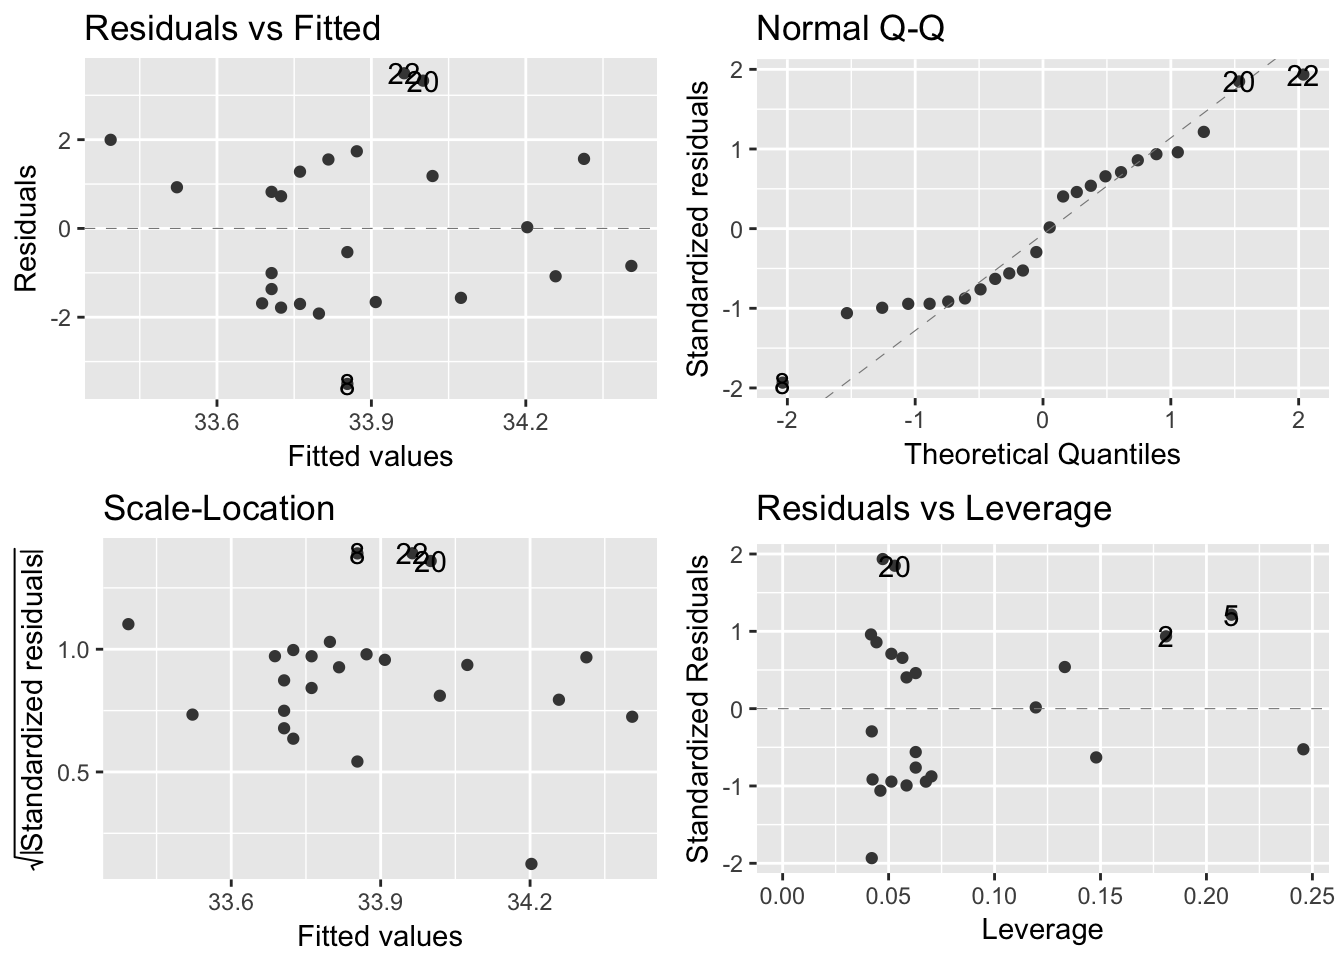 Residuals vs Fitted
22
20
2
0
-2
Residuals
8
33.6 33.9 34.2
Fitted values
Normal Q-Q
20 22
2
1
0
-1
-2
Standardized residuals
8
-2 -1 0 1 2
Theoretical Quantiles
Scale-Location
8 22
20
1.0
0.5
√|Standardized residuals|
33.6 33.9 34.2
Fitted values
Residuals vs Leverage
20
5
2
2
1
0
-1
-2
Standardized Residuals
0.00 0.05 0.10 0.15 0.20 0.25
Leverage